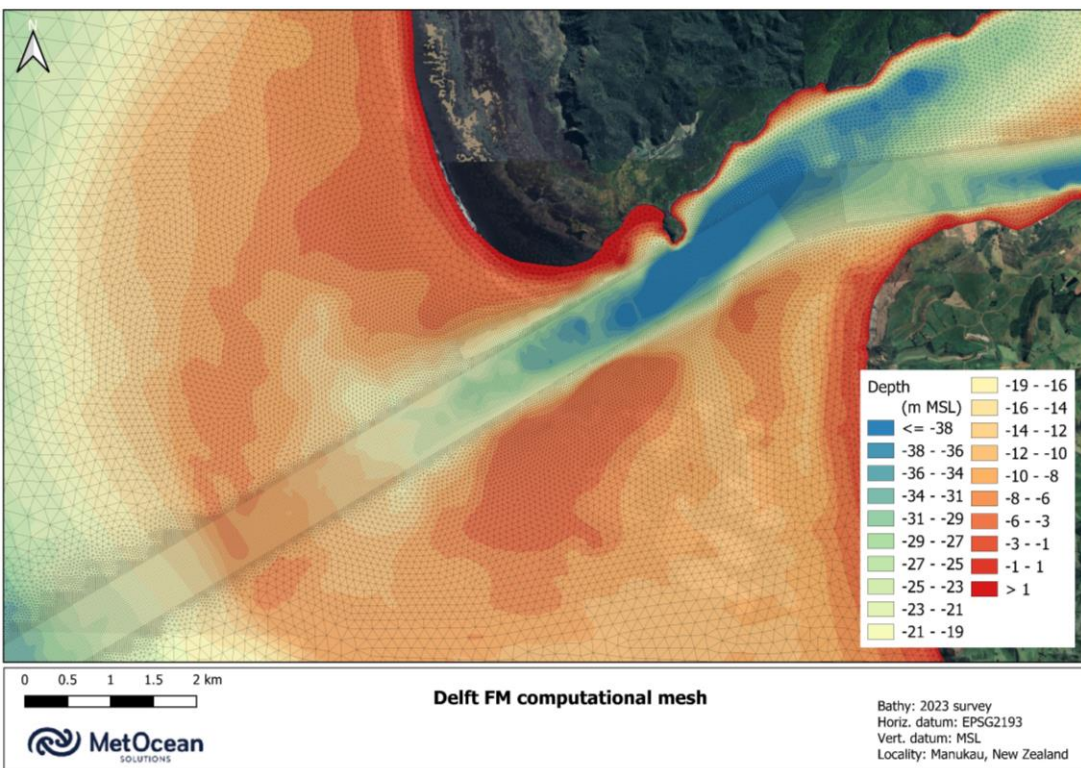 N
Depth
(m MSL)
<= -38
-38 - -36
-36 - -34
-34 - -31
-31 - -29
-29 - -27
-27 - -25
-25 - -23
-23 - -21
-21 - -19
-19 - -16
-16 - -14
-14 - -12
-12 - -10
-10 - -8
-8 - -6
-6 - -3
-3 - -1
-1 - 1
> 1
0 0.5 1 1.5 2 km
MetOcean
SOLUTIONS
Delft FM computational mesh
Bathy: 2023 survey
Horiz. datum: EPSG2193
Vert. datum: MSL
Locality: Manukau, New Zealand